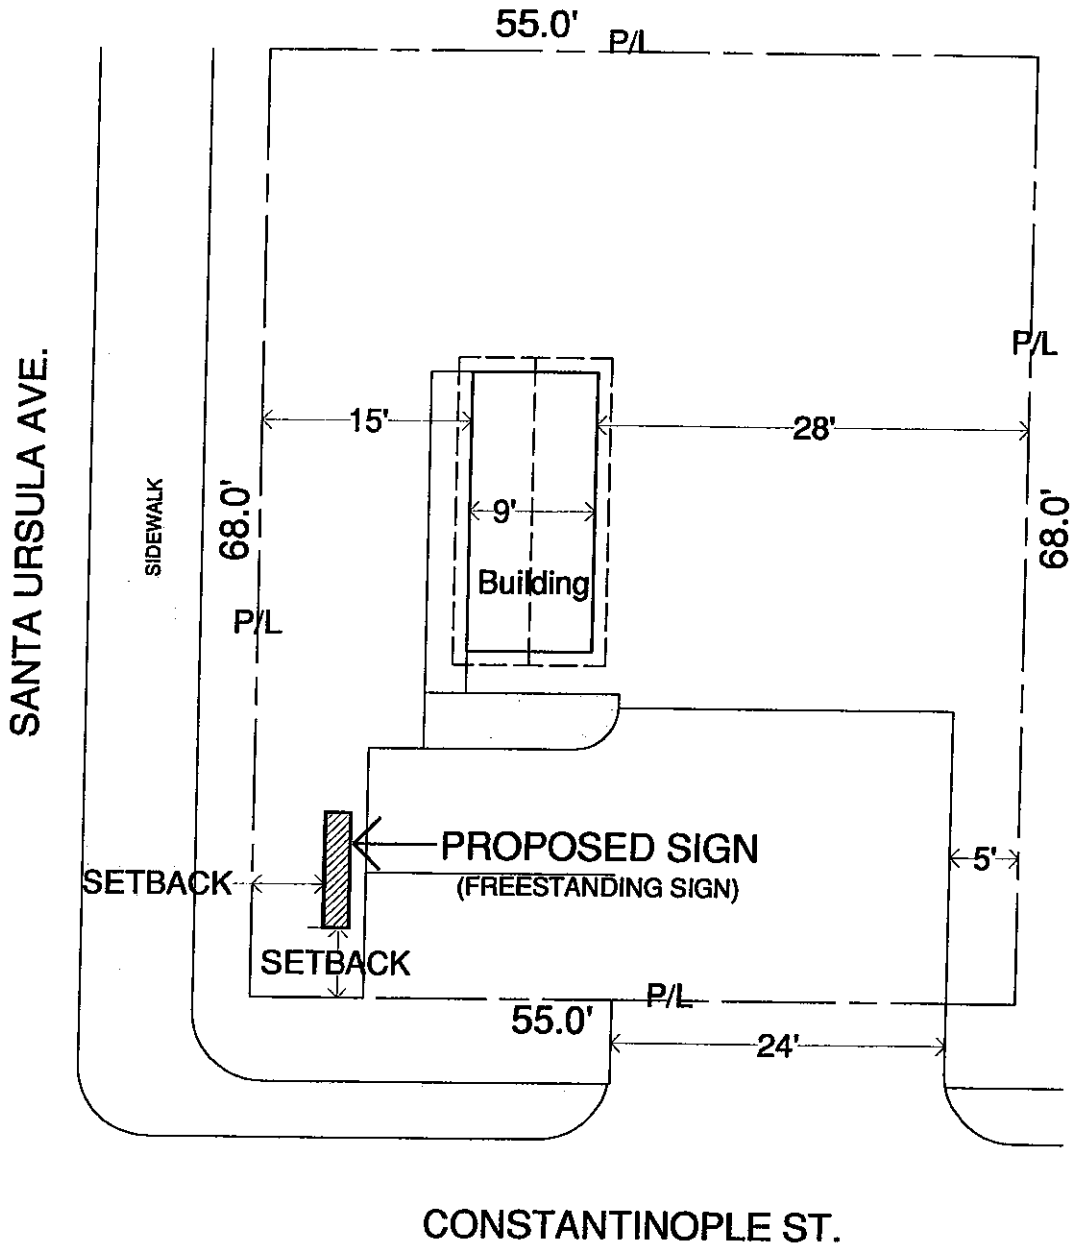 55.0'
P/L
P/L
15'
28'
SANTA URSULA AVE.
SIDEWALK
68.0'
9'
68.0'
Building
P/L
PROPOSED SIGN
(FREESTANDING SIGN)
5'
SETBACK
SETBACK
P/L
55.0'
24'
CONSTANTINOPLE ST.